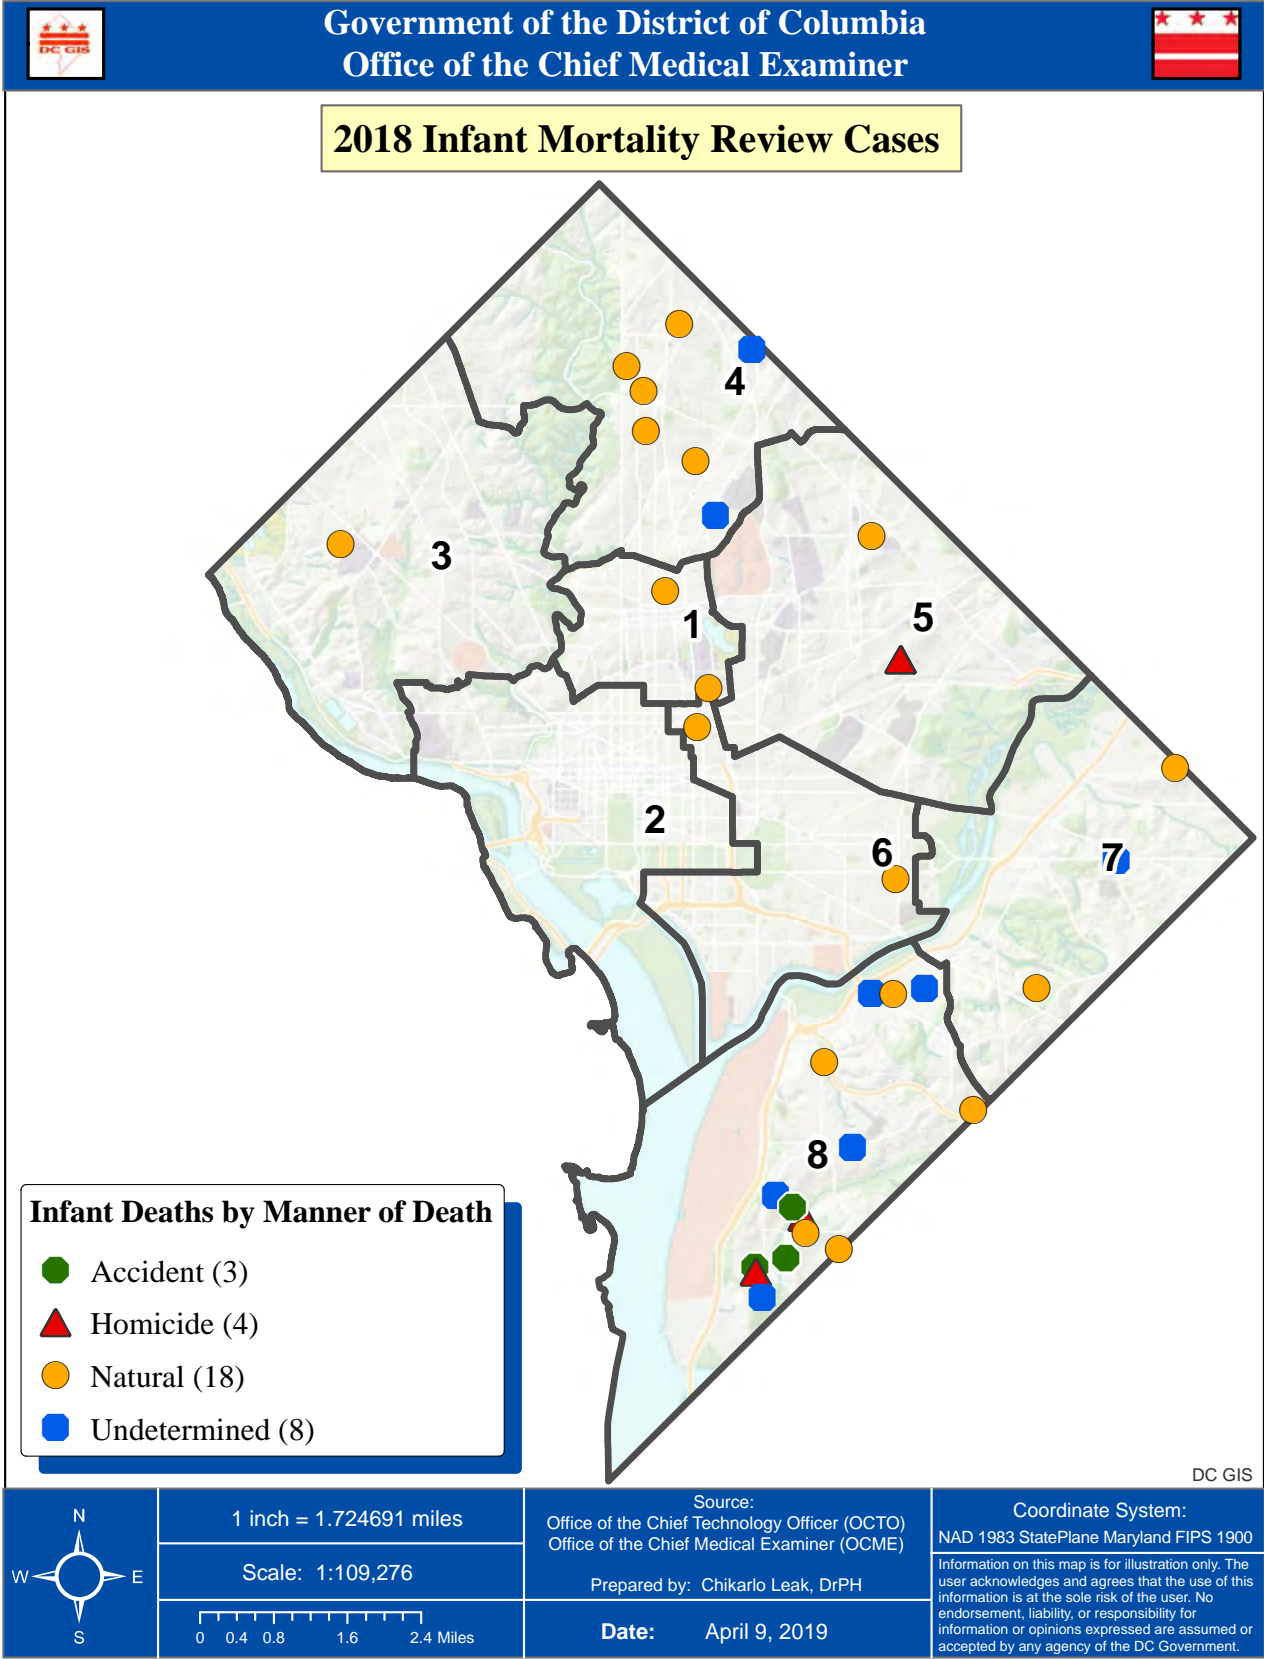 DC GIS
Government of the District of Columbia
Office of the Chief Medical Examiner
2018 Infant Mortality Review Cases
4
3
5
1
2
6
7
8
Infant Deaths by Manner of Death
Accident (3)
Homicide (4)
Natural (18)
Undetermined (8)
DC GIS
N
W
E
S
1 inch = 1.724691 miles
Scale: 1:109,276
0 0.4 0.8 1.6 2.4 Miles
Source:
Office of the Chief Technology Officer (OCTO)
Office of the Chief Medical Examiner (OCME)
Prepared by: Chikarlo Leak, DrPH
Date: April 9, 2019
Coordinate System:
NAD 1983 StatePlane Maryland FIPS 1900
Information on this map is for illustration only. The
user acknowledges and agrees that the use of this
information is at the sole risk of the user. No
endorsement, liability, or responsibility for
information or opinions expressed are assumed or
accepted by any agency of the DC Government.